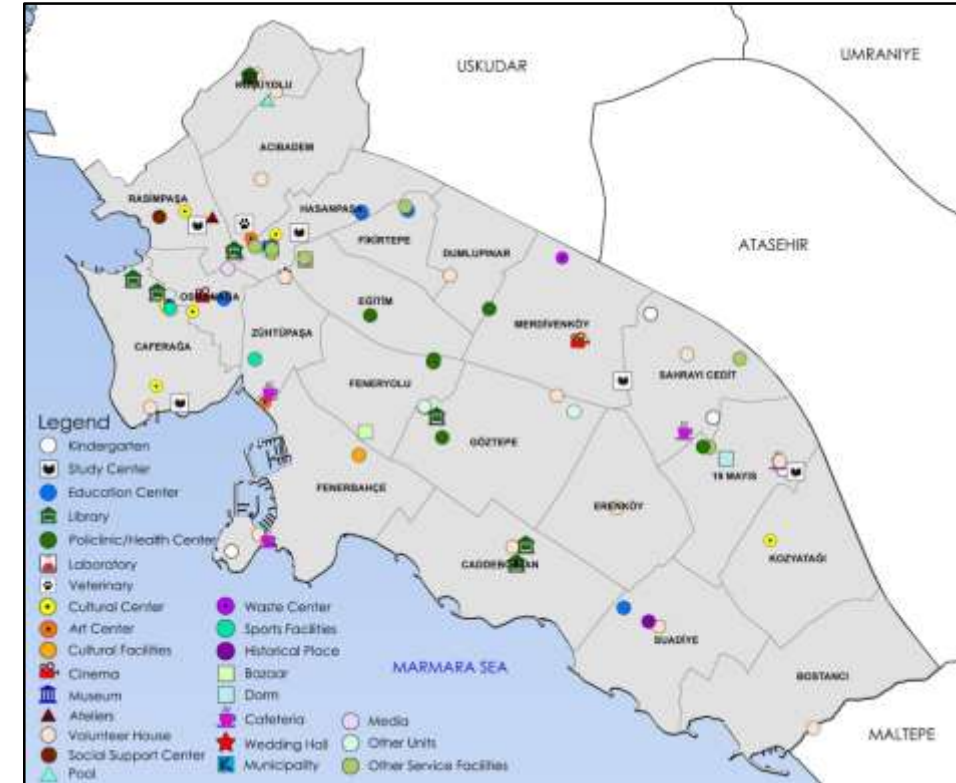 USKUDAR
UMRANIYE
ATASEHIR
ACIBADEM
RASİMPAŞA
HASANPAŞA
FİKİRTEPE
DUMLUPINAR
EĞİTİM
MERDİVENKÖY
ZÜHTÜPAŞA
CAFERAĞA
SAHRAYI CEDİT
FENERYOLU
GÖZTEPE
19 MAYIS
FENERBAHÇE
ERENKÖY
KOZYATAĞI
SUADİYE
BOSTANCI
MARMARA SEA
MALTEPE
Legend
Kindergarten
Study Center
Education Center
Library
Policlinic/Health Center
Laboratory
Veterinary
Cultural Center
Art Center
Cultural Facilities
Cinema
Museum
Ateliers
Volunteer House
Social Support Center
Pool
Waste Center
Sports Facilities
Historical Place
Bazaar
Dorm
Cafeteria
Wedding Hall
Municipality
Media
Other Units
Other Service Facilities